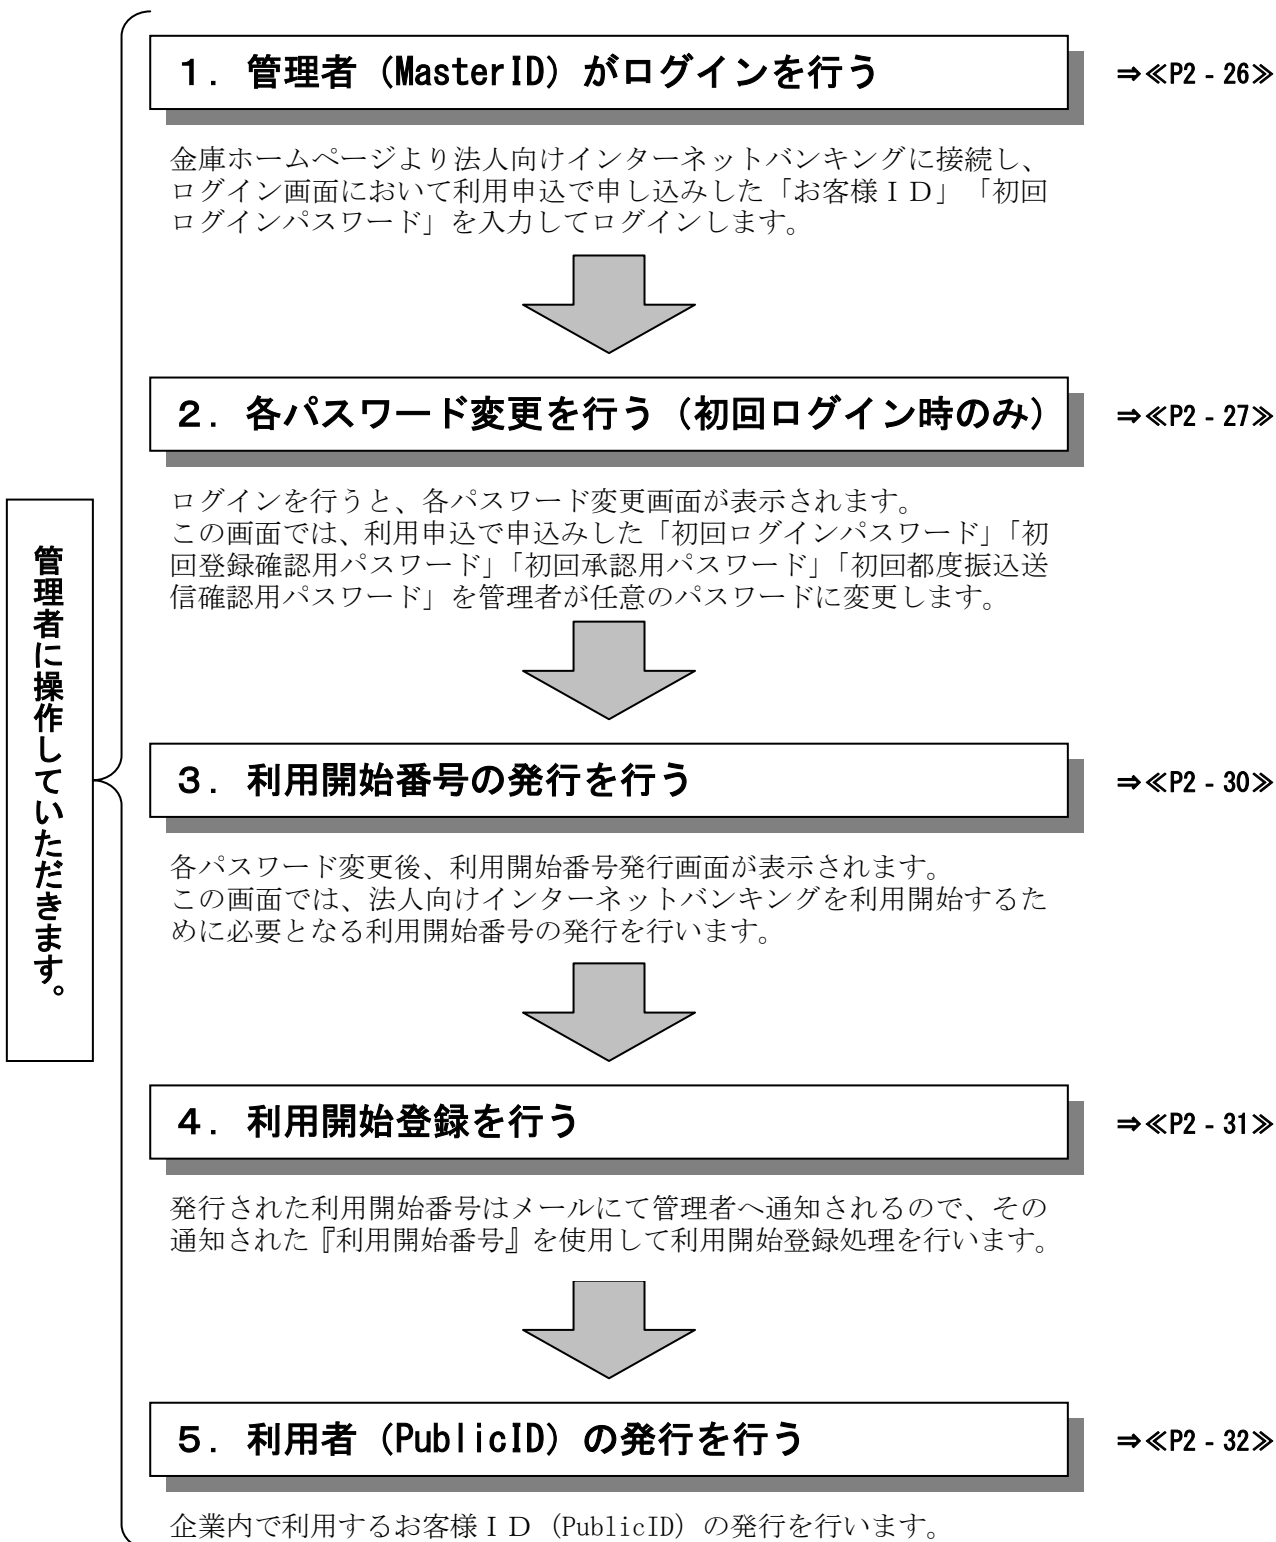 管理者に操作していただきます。
１．管理者（MasterID）がログインを行う
⇒≪P2 - 26≫
金庫ホームページより法人向けインターネットバンキングに接続し、
ログイン画面において利用申込で申し込みした「お客様ＩＤ」「初回
ログインパスワード」を入力してログインします。
２．各パスワード変更を行う（初回ログイン時のみ）
⇒≪P2 - 27≫
ログインを行うと、各パスワード変更画面が表示されます。
この画面では、利用申込で申込みした「初回ログインパスワード」「初
回登録確認用パスワード」「初回承認用パスワード」「初回都度振込送
信確認用パスワード」を管理者が任意のパスワードに変更します。
３．利用開始番号の発行を行う
⇒≪P2 - 30≫
各パスワード変更後、利用開始番号発行画面が表示されます。
この画面では、法人向けインターネットバンキングを利用開始するた
めに必要となる利用開始番号の発行を行います。
４．利用開始登録を行う
⇒≪P2 - 31≫
発行された利用開始番号はメールにて管理者へ通知されるので、その
通知された『利用開始番号』を使用して利用開始登録処理を行います。
５．利用者（PublicID）の発行を行う
⇒≪P2 - 32≫
企業内で利用するお客様ＩＤ（PublicID）の発行を行います。